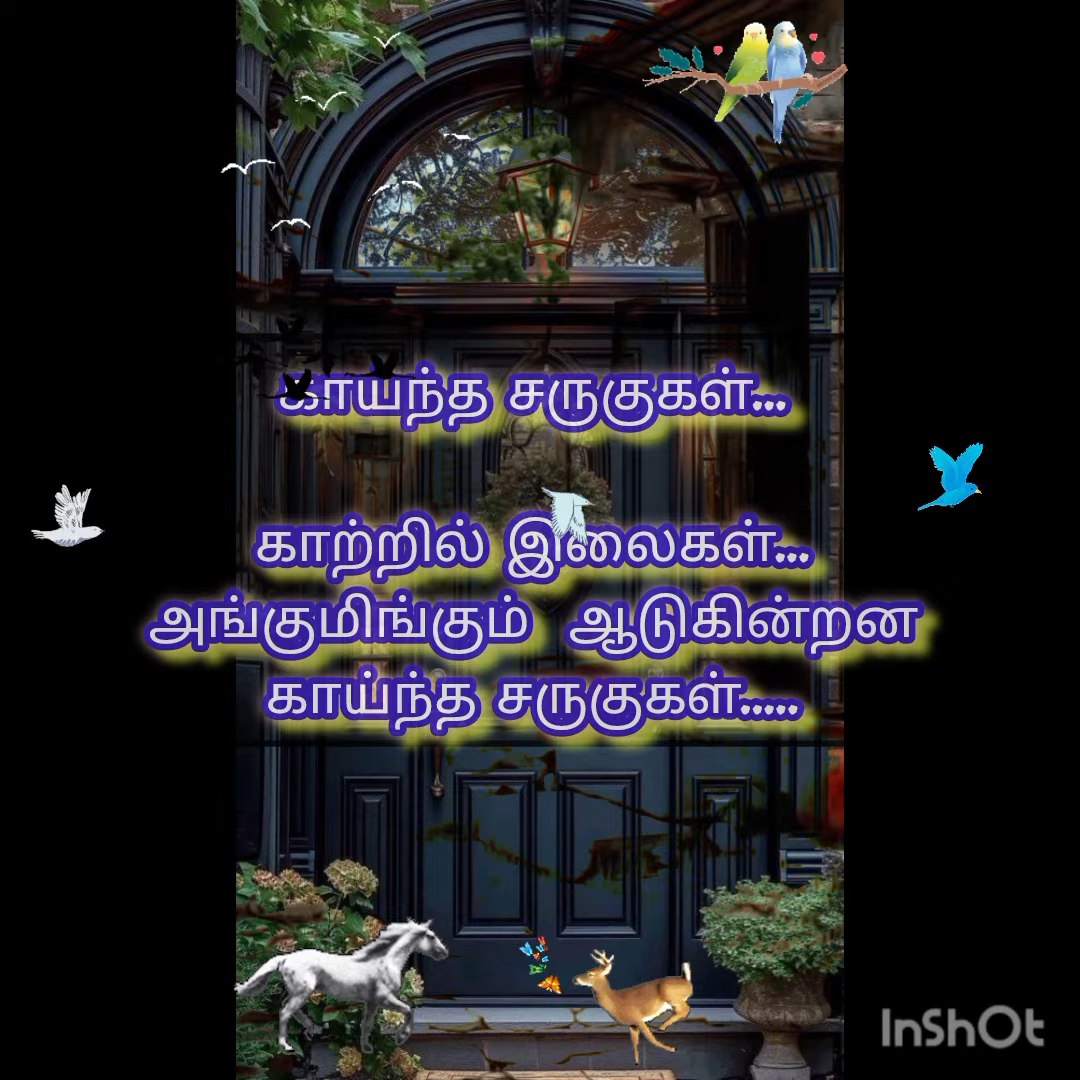 காயந்த சருகுகள்...
காற்றில் இலைகள்...
அங்குமிங்கும் ஆடுகின்றன
காய்ந்த சருகுகள்.....
InShOt